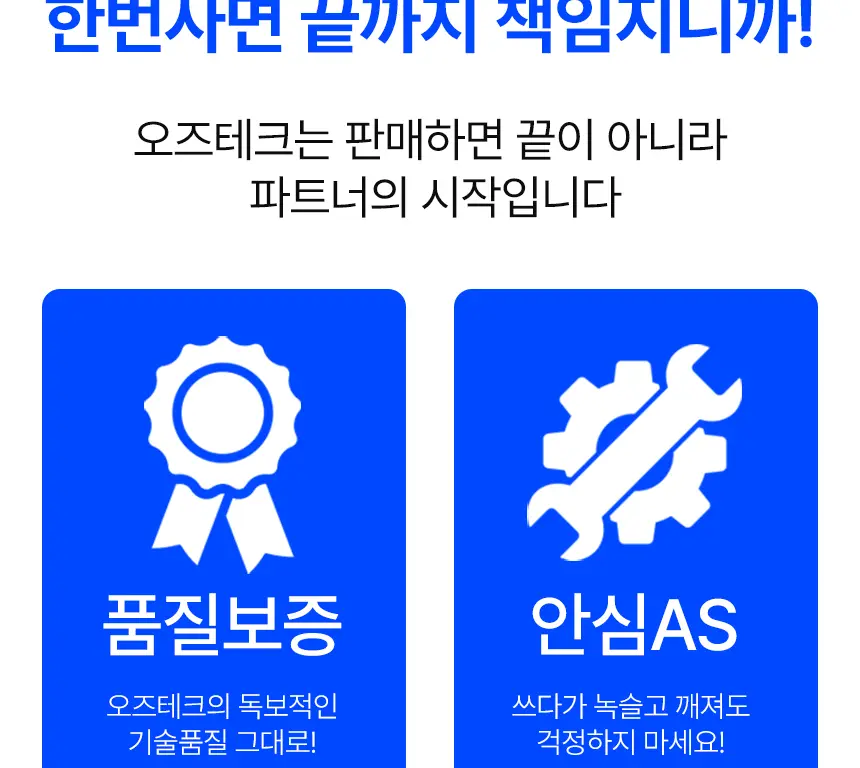 한번사면 끝까지 책임지니까!
오즈테크는 판매하면 끝이 아니라
파트너의 시작입니다
품질보증
오즈테크의 독보적인
기술품질 그대로!
안심AS
쓰다가 녹슬고 깨져도
걱정하지 마세요!